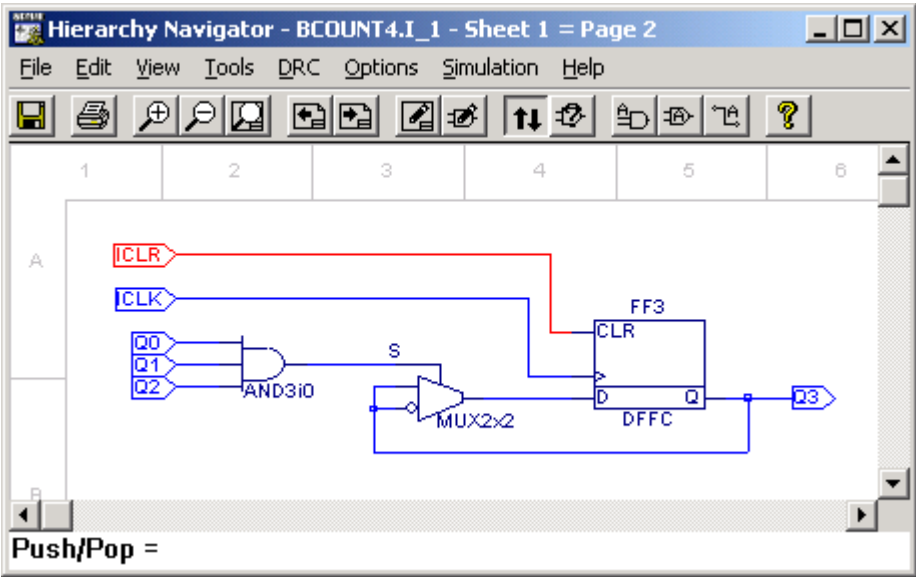 Hierarchy Navigator - BCOUNT4.I_1 - Sheet 1 = Page 2
File Edit View Tools DRC Options Simulation Help
1 2 3 4 5 6
A
ICLR
ICLK
FF3
CLR
Q0
Q1
Q2
S
AND3i0
MUX2x2
D Q
DFFC
Q3
B
Push/Pop =